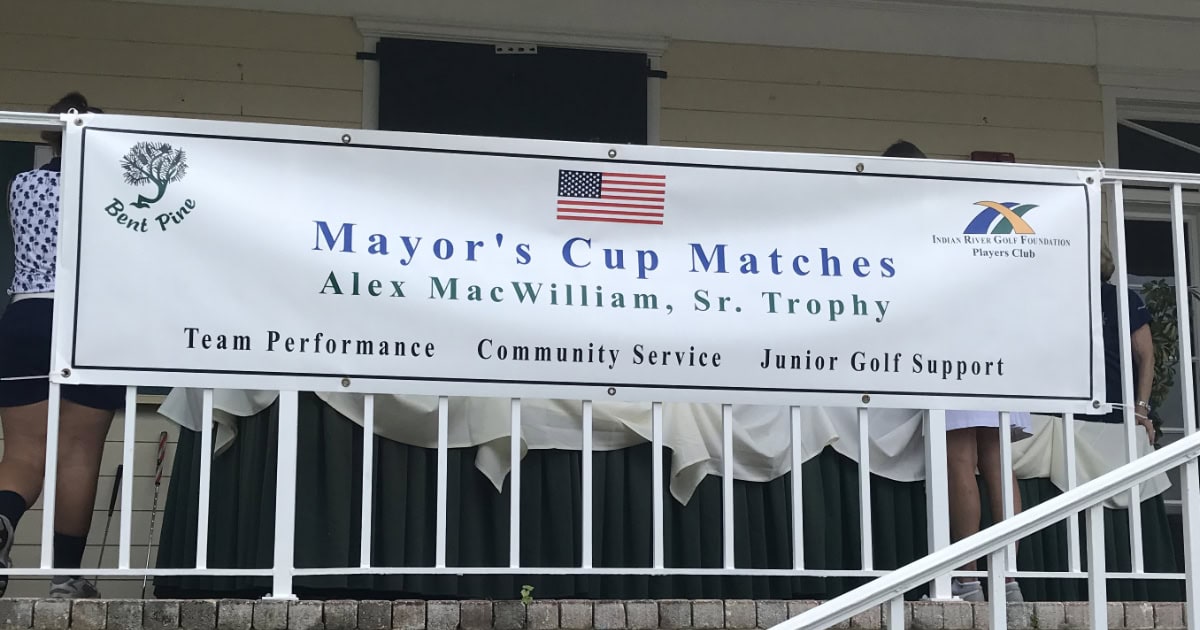 Bent Pine
Mayor's Cup Matches
Alex MacWilliam, Sr. Trophy
Indian River Golf Foundation
Players Club
Team Performance Community Service Junior Golf Support